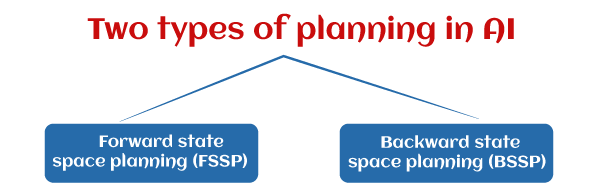 Two types of planning in AI
Forward state
space planning (FSSP)
Backward state
space planning (BSSP)